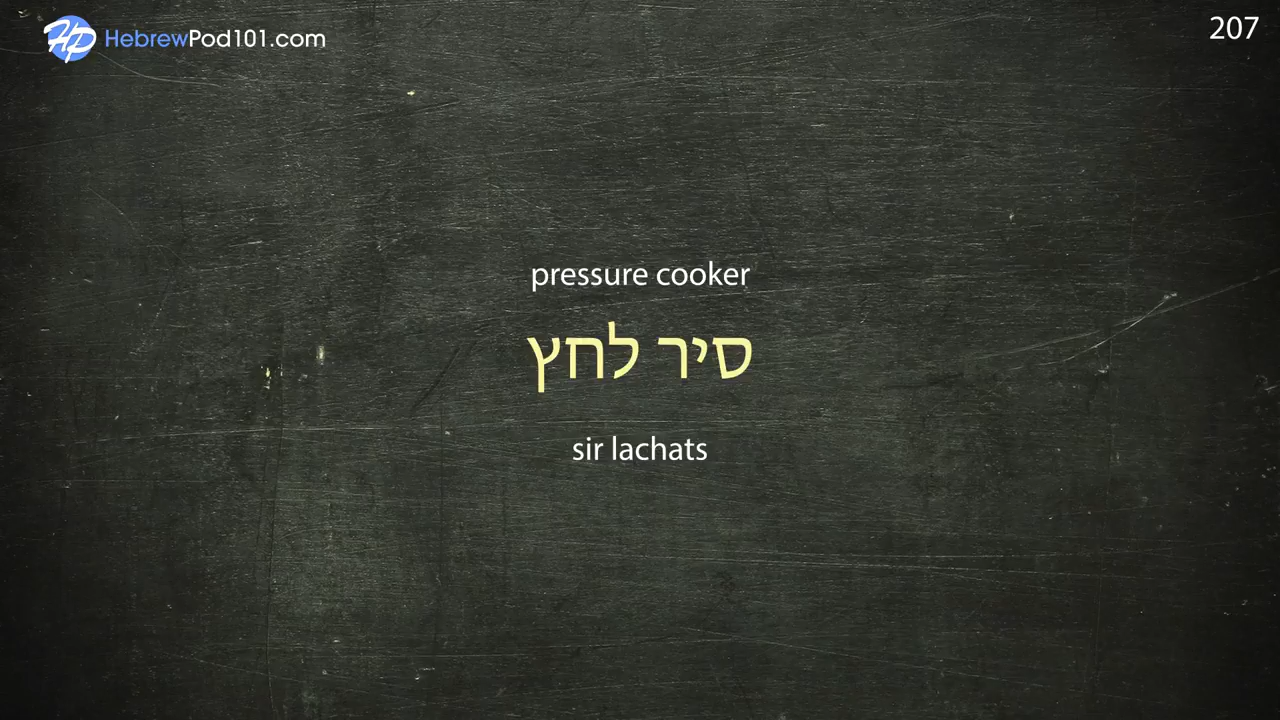 HebrewPod101.com
207
pressure cooker
סיר לחץ
sir lachats